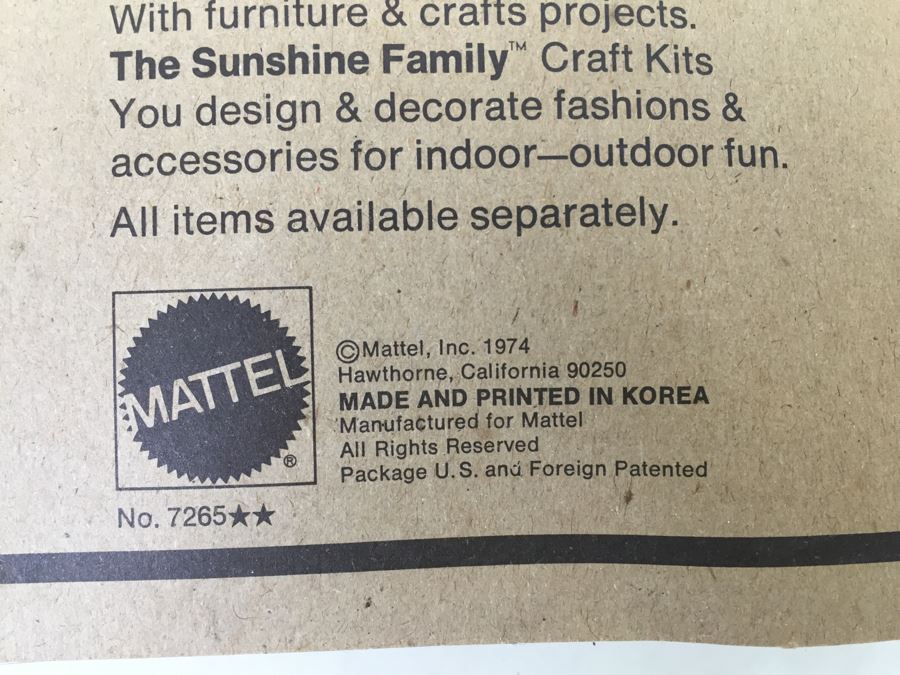 With furniture & crafts projects.
The Sunshine Family™ Craft Kits
You design & decorate fashions &
accessories for indoor—outdoor fun.
All items available separately.
MATTEL
®
©Mattel, Inc. 1974
Hawthorne, California 90250
MADE AND PRINTED IN KOREA
Manufactured for Mattel
All Rights Reserved
Package U.S. and Foreign Patented
No. 7265★★